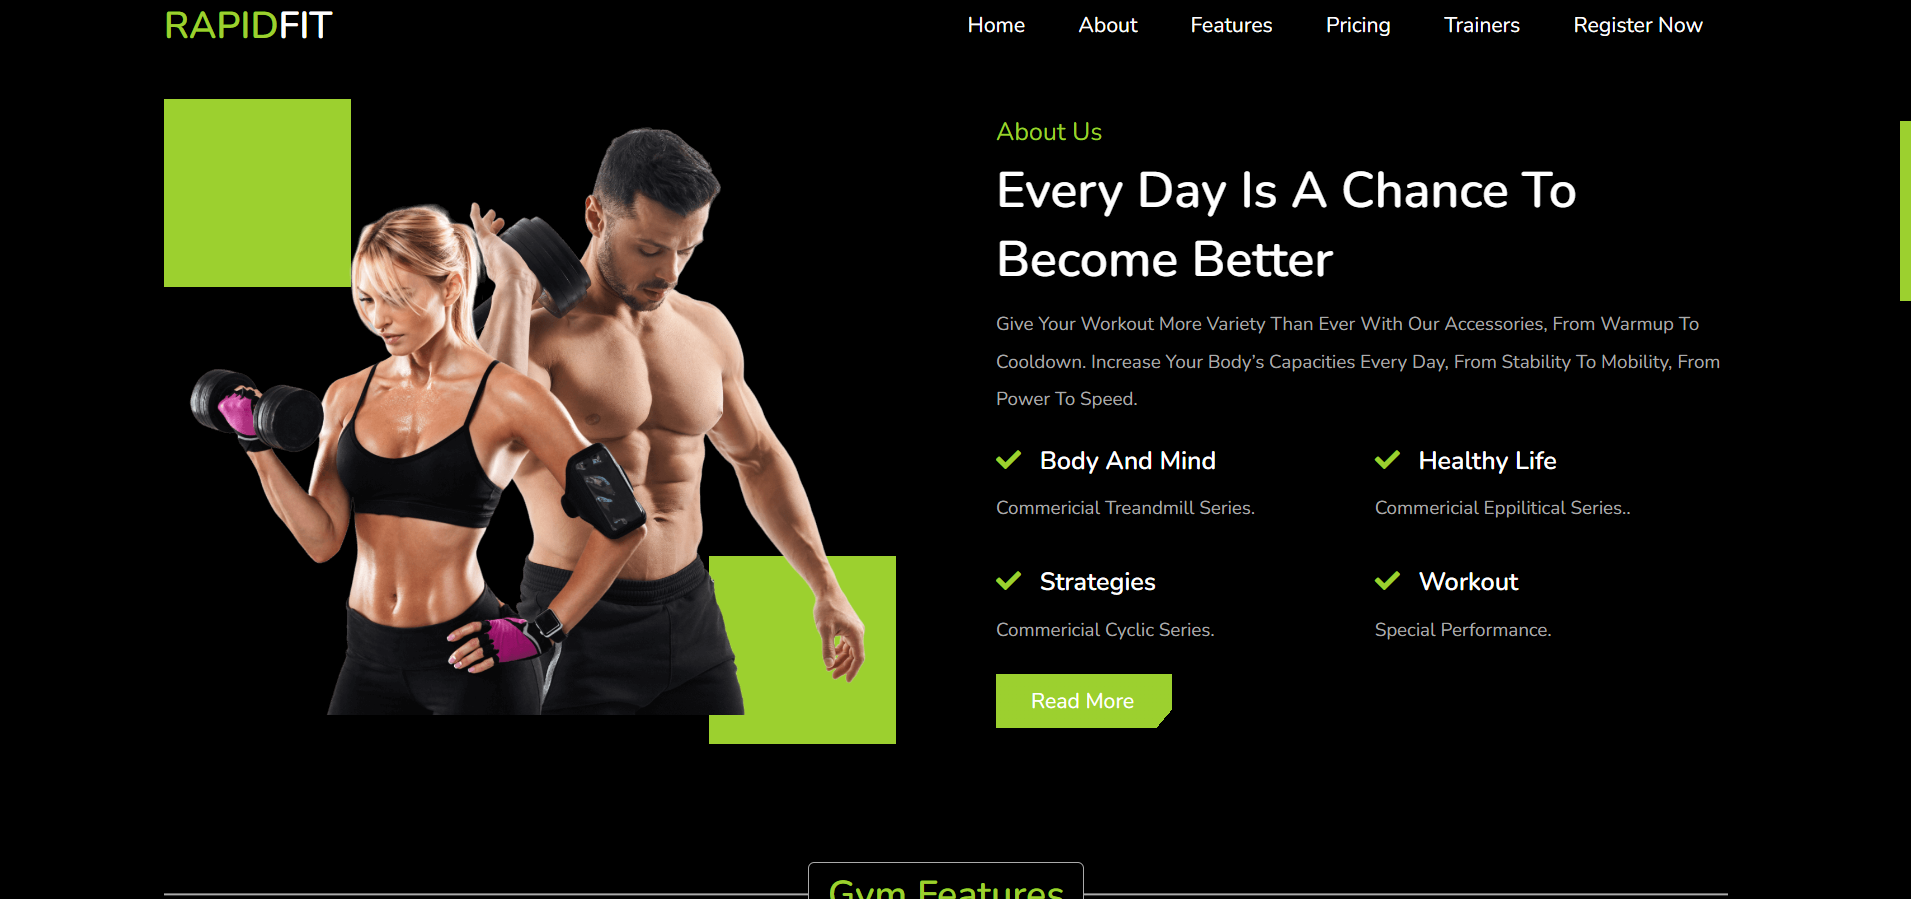 RAPIDFIT
Home About Features Pricing Trainers Register Now
About Us
Every Day Is A Chance To
Become Better
Give Your Workout More Variety Than Ever With Our Accessories, From Warmup To
Cooldown. Increase Your Body’s Capacities Every Day, From Stability To Mobility, From
Power To Speed.
Body And Mind
Commericial Treandmill Series.
Healthy Life
Commericial Eppilitical Series..
Strategies
Commericial Cyclic Series.
Workout
Special Performance.
Read More
Gym Features